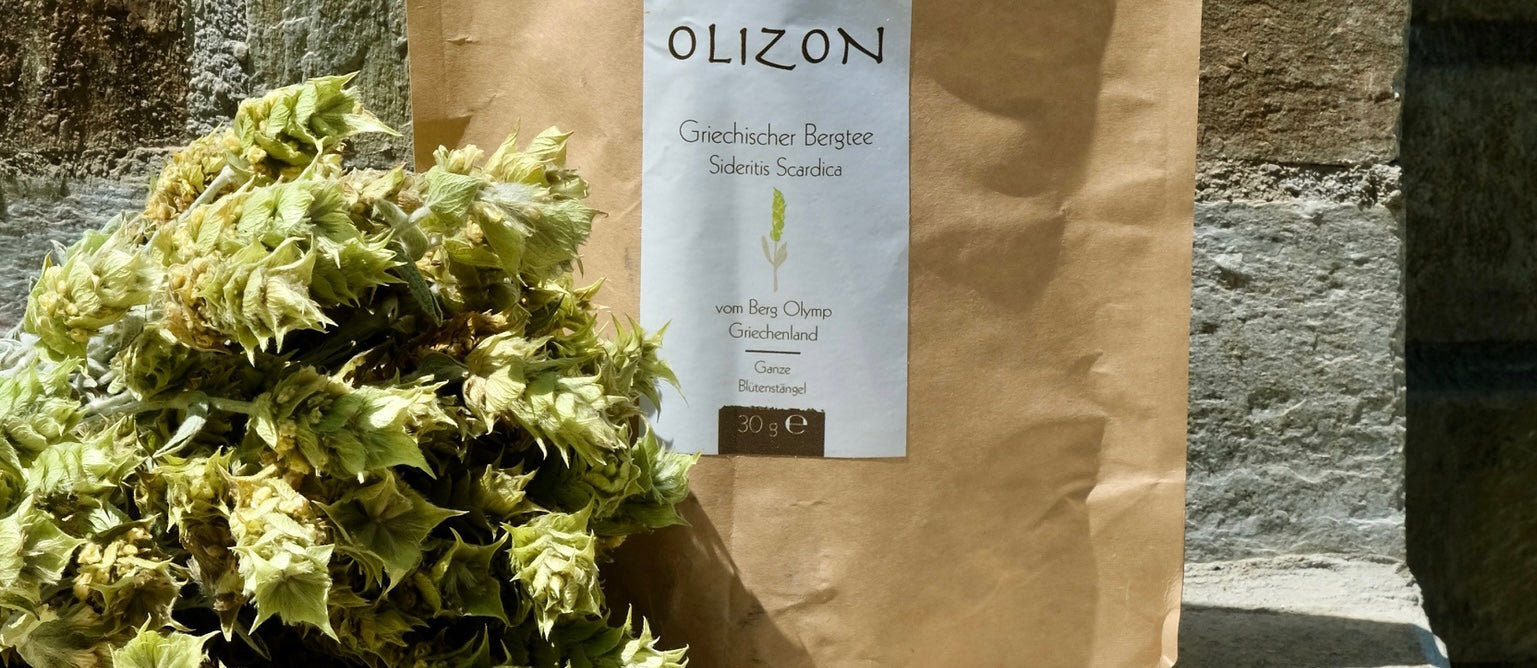 OLIZON
Griechischer Bergtee
Sideritis Scardica
vom Berg Olymp
Griechenland
Ganze
Blütenstängel
30 g ℮